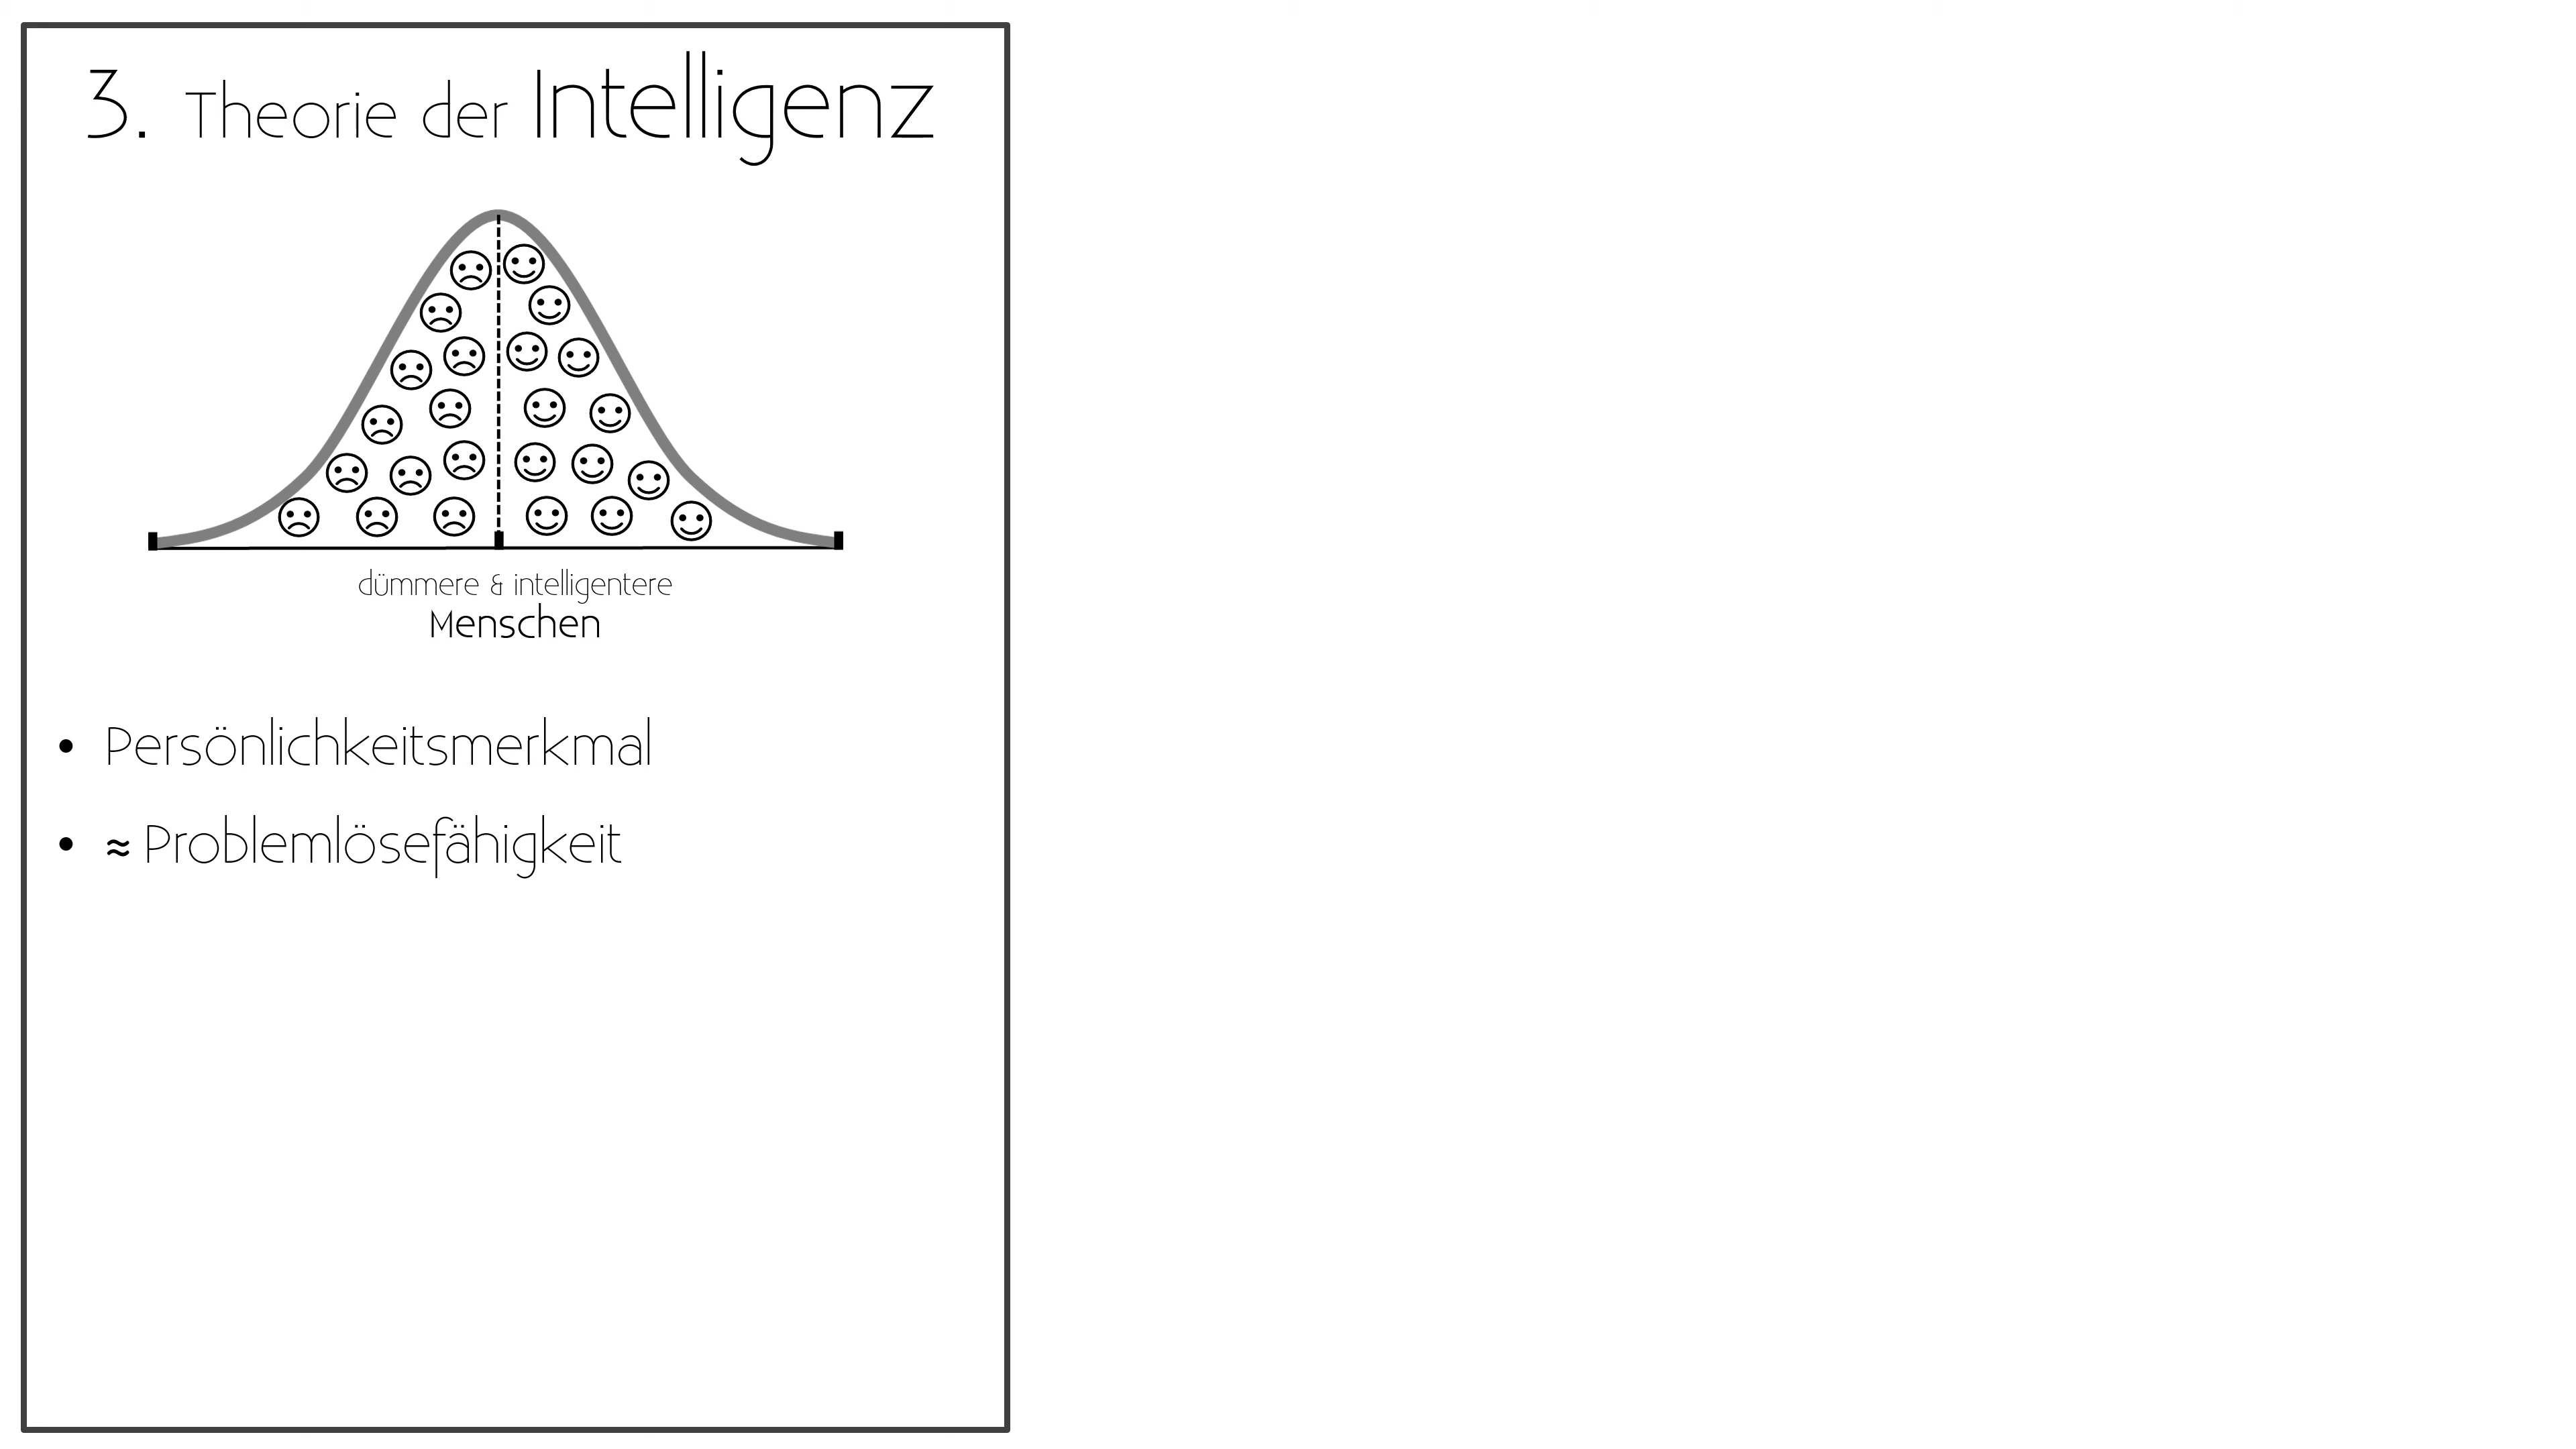 3. Theorie der Intelligenz
dümmere & intelligentere
Menschen
• Persönlichkeitsmerkmal
• ≈ Problemlösefähigkeit